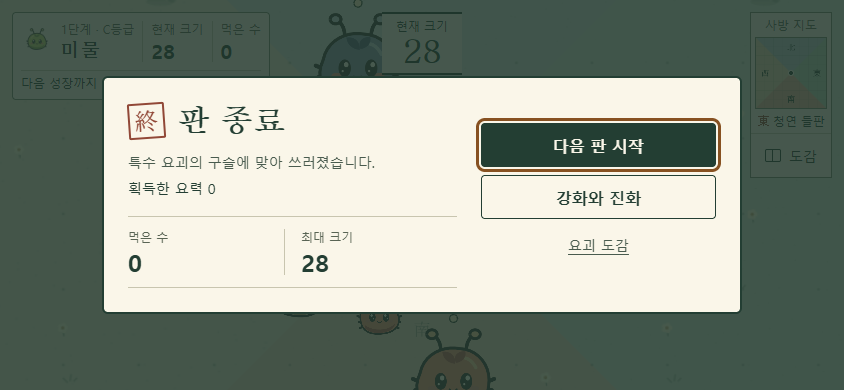 1단계 · C등급
미물
현재 크기
28
먹은 수
0
다음 성장까지
현재 크기
28
사방 지도
北
西
東
南
東 청연 들판
도감
終
판 종료
특수 요괴의 구슬에 맞아 쓰러졌습니다.
획득한 요력 0
먹은 수
0
최대 크기
28
다음 판 시작
강화와 진화
요괴 도감